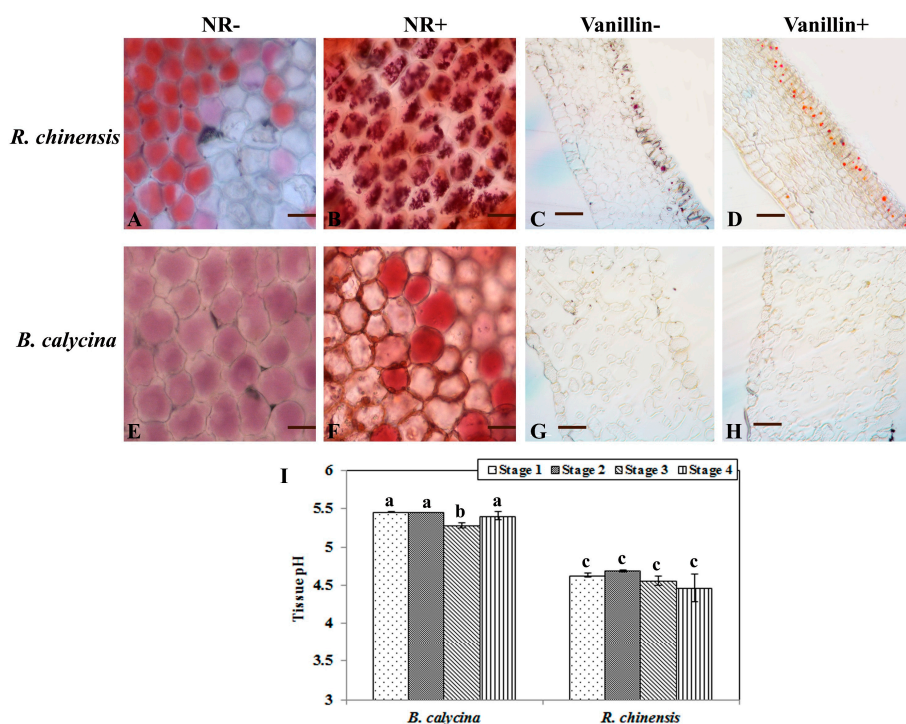 NR- NR+ Vanillin- Vanillin+
R. chinensis
A B C D
B. calycina
E F G H
I
Stage 1 Stage 2 Stage 3 Stage 4
6
5.5
5
4.5
4
3.5
3
Tissue pH
a a b a
c c c c
B. calycina R. chinensis